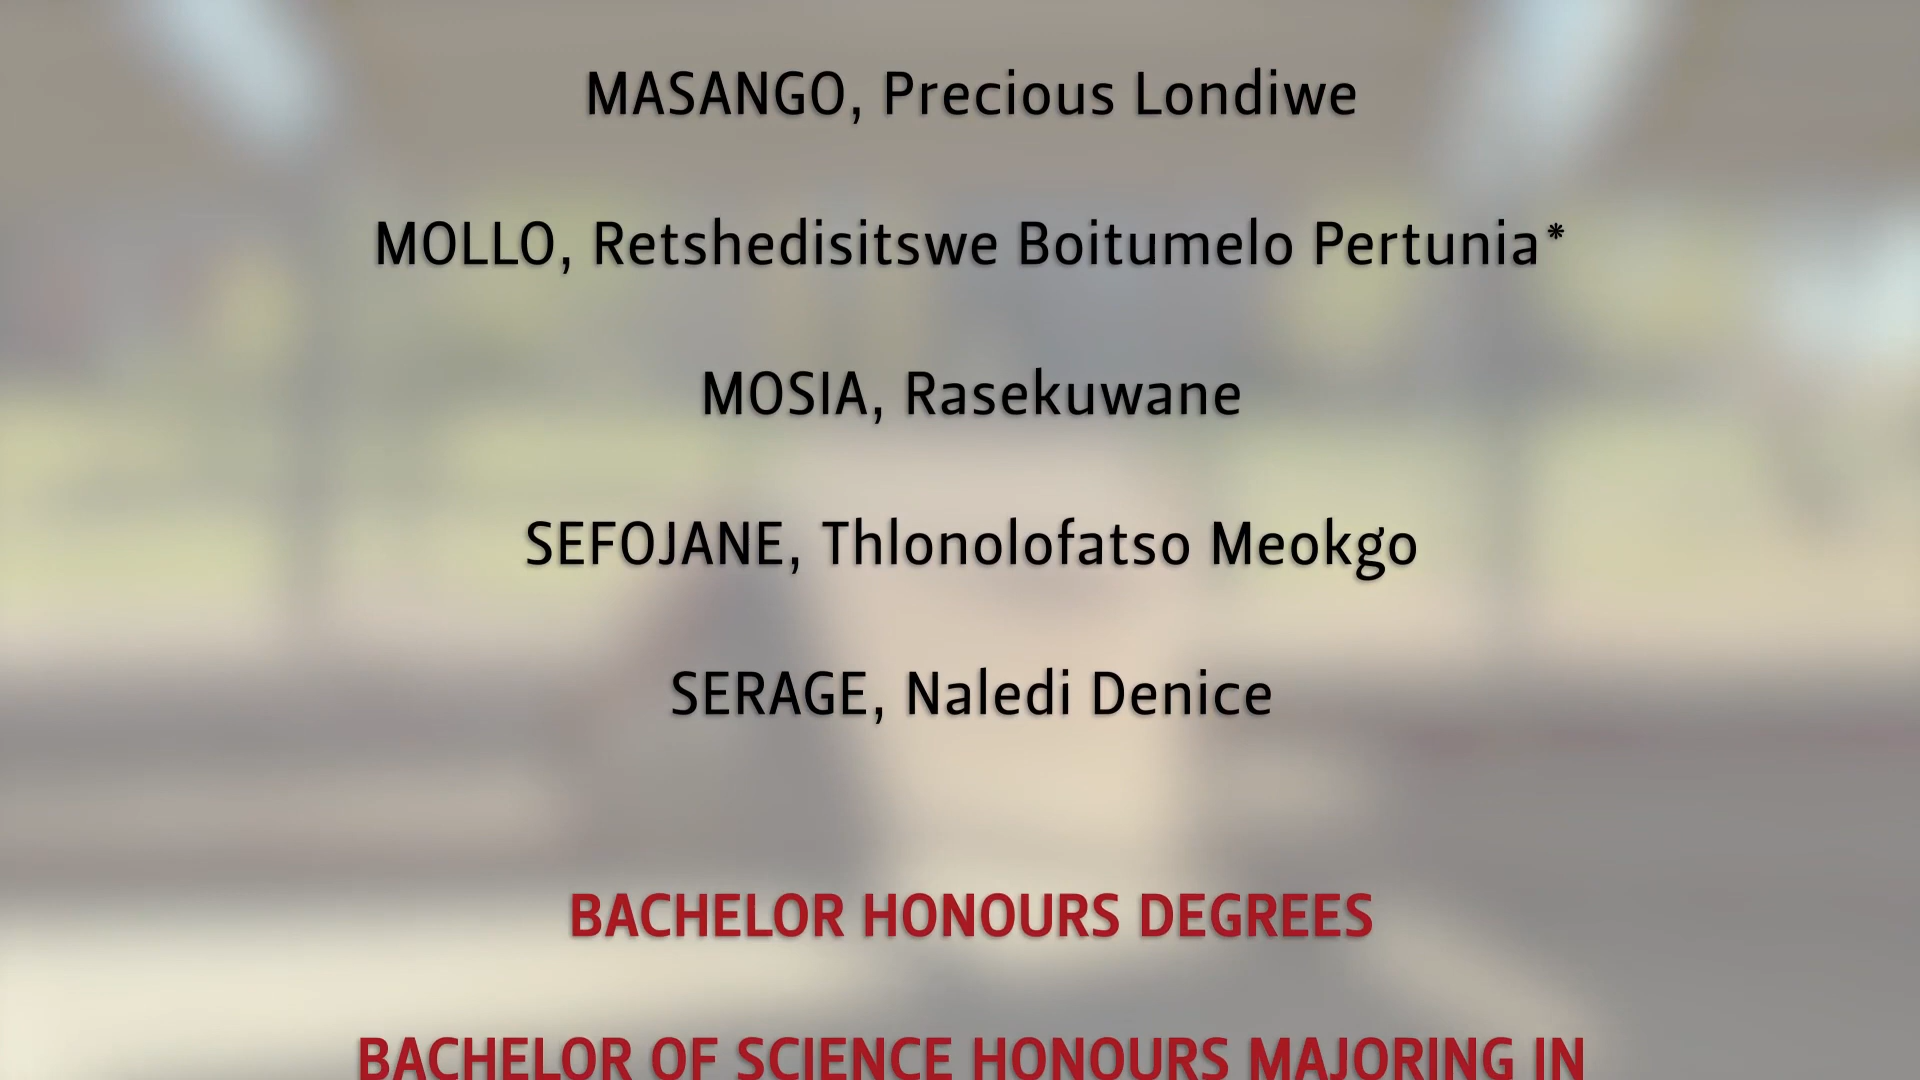 MASANGO, Precious Londiwe
MOLLO, Retshedisitswe Boitumelo Pertunia*
MOSIA, Rasekuwane
SEFOJANE, Thlonolofatso Meokgo
SERAGE, Naledi Denice
BACHELOR HONOURS DEGREES
BACHELOR OF SCIENCE HONOURS MAJORING IN